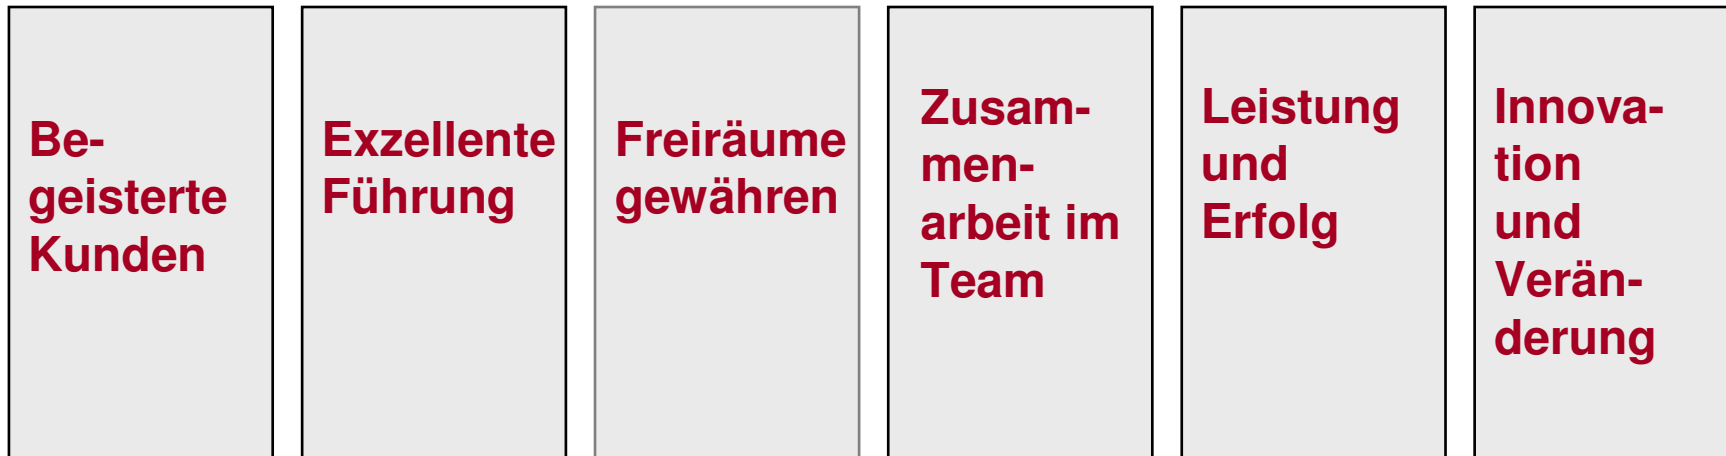 Be-
geisterte
Kunden
Exzellente
Führung
Freiräume
gewähren
Zusam-
men-
arbeit im
Team
Leistung
und
Erfolg
Innova-
tion
und
Verän-
derung